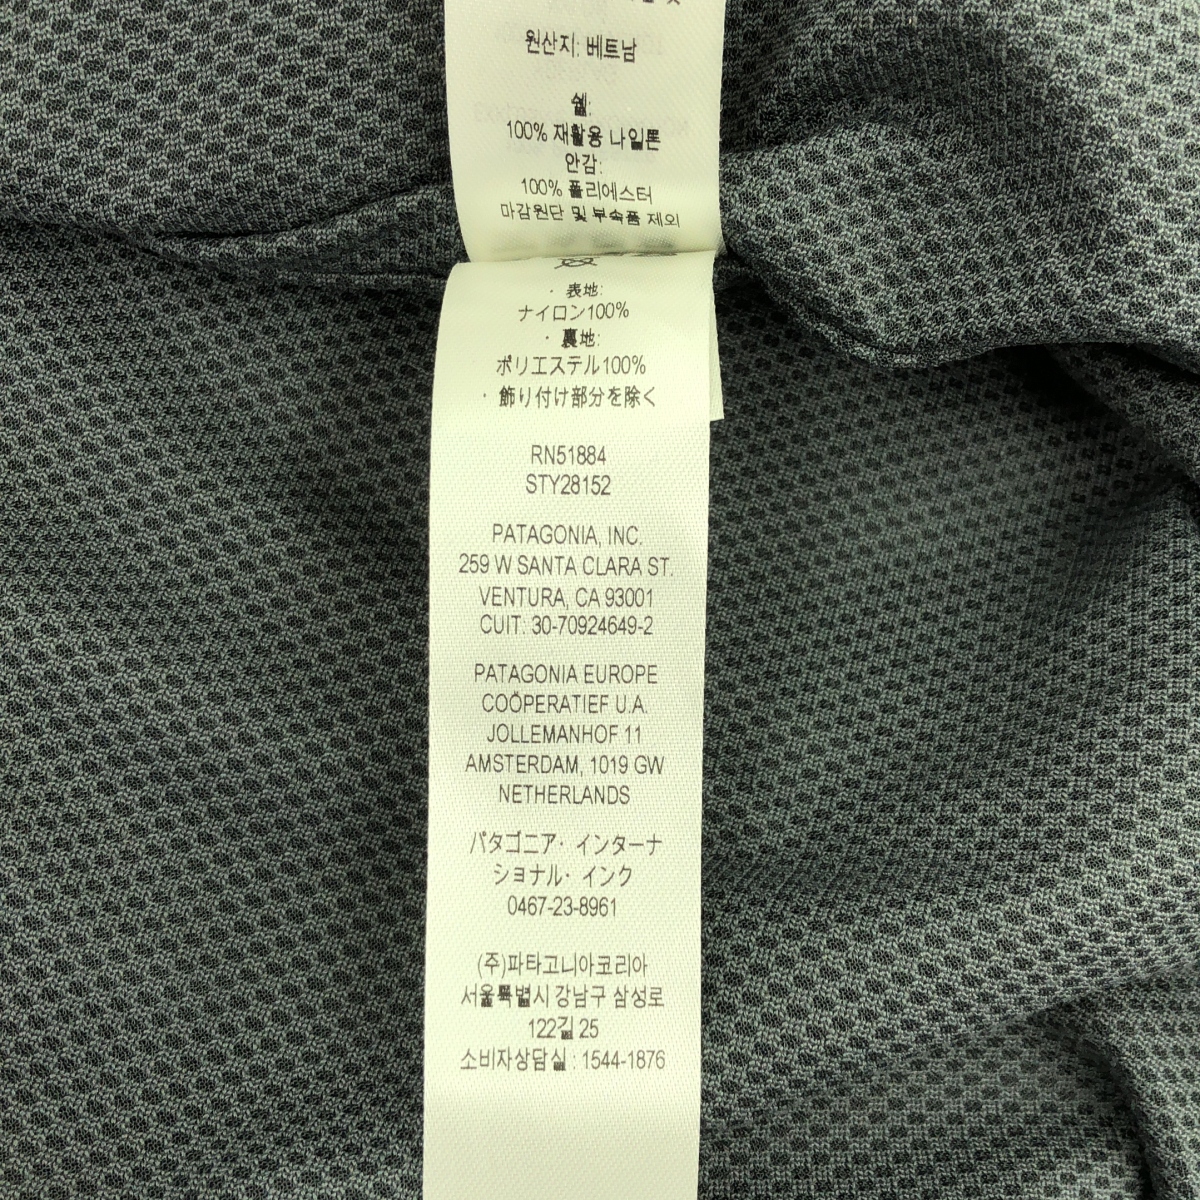 원산지: 베트남
쉘:
100% 재활용 나일론
안감:
100% 폴리에스터
마감원단 및 부속품 제외
· 表地:
ナイロン100%
· 裏地:
ポリエステル100%
· 飾り付け部分を除く
RN51884
STY28152
PATAGONIA, INC.
259 W SANTA CLARA ST.
VENTURA, CA 93001
CUIT: 30-70924649-2
PATAGONIA EUROPE
COÖPERATIEF U.A.
JOLLEMANHOF 11
AMSTERDAM, 1019 GW
NETHERLANDS
パタゴニア· インターナ
ショナル· インク
0467-23-8961
(주)파타고니아코리아
서울특별시 강남구 삼성로
122길 25
소비자상담실 : 1544-1876